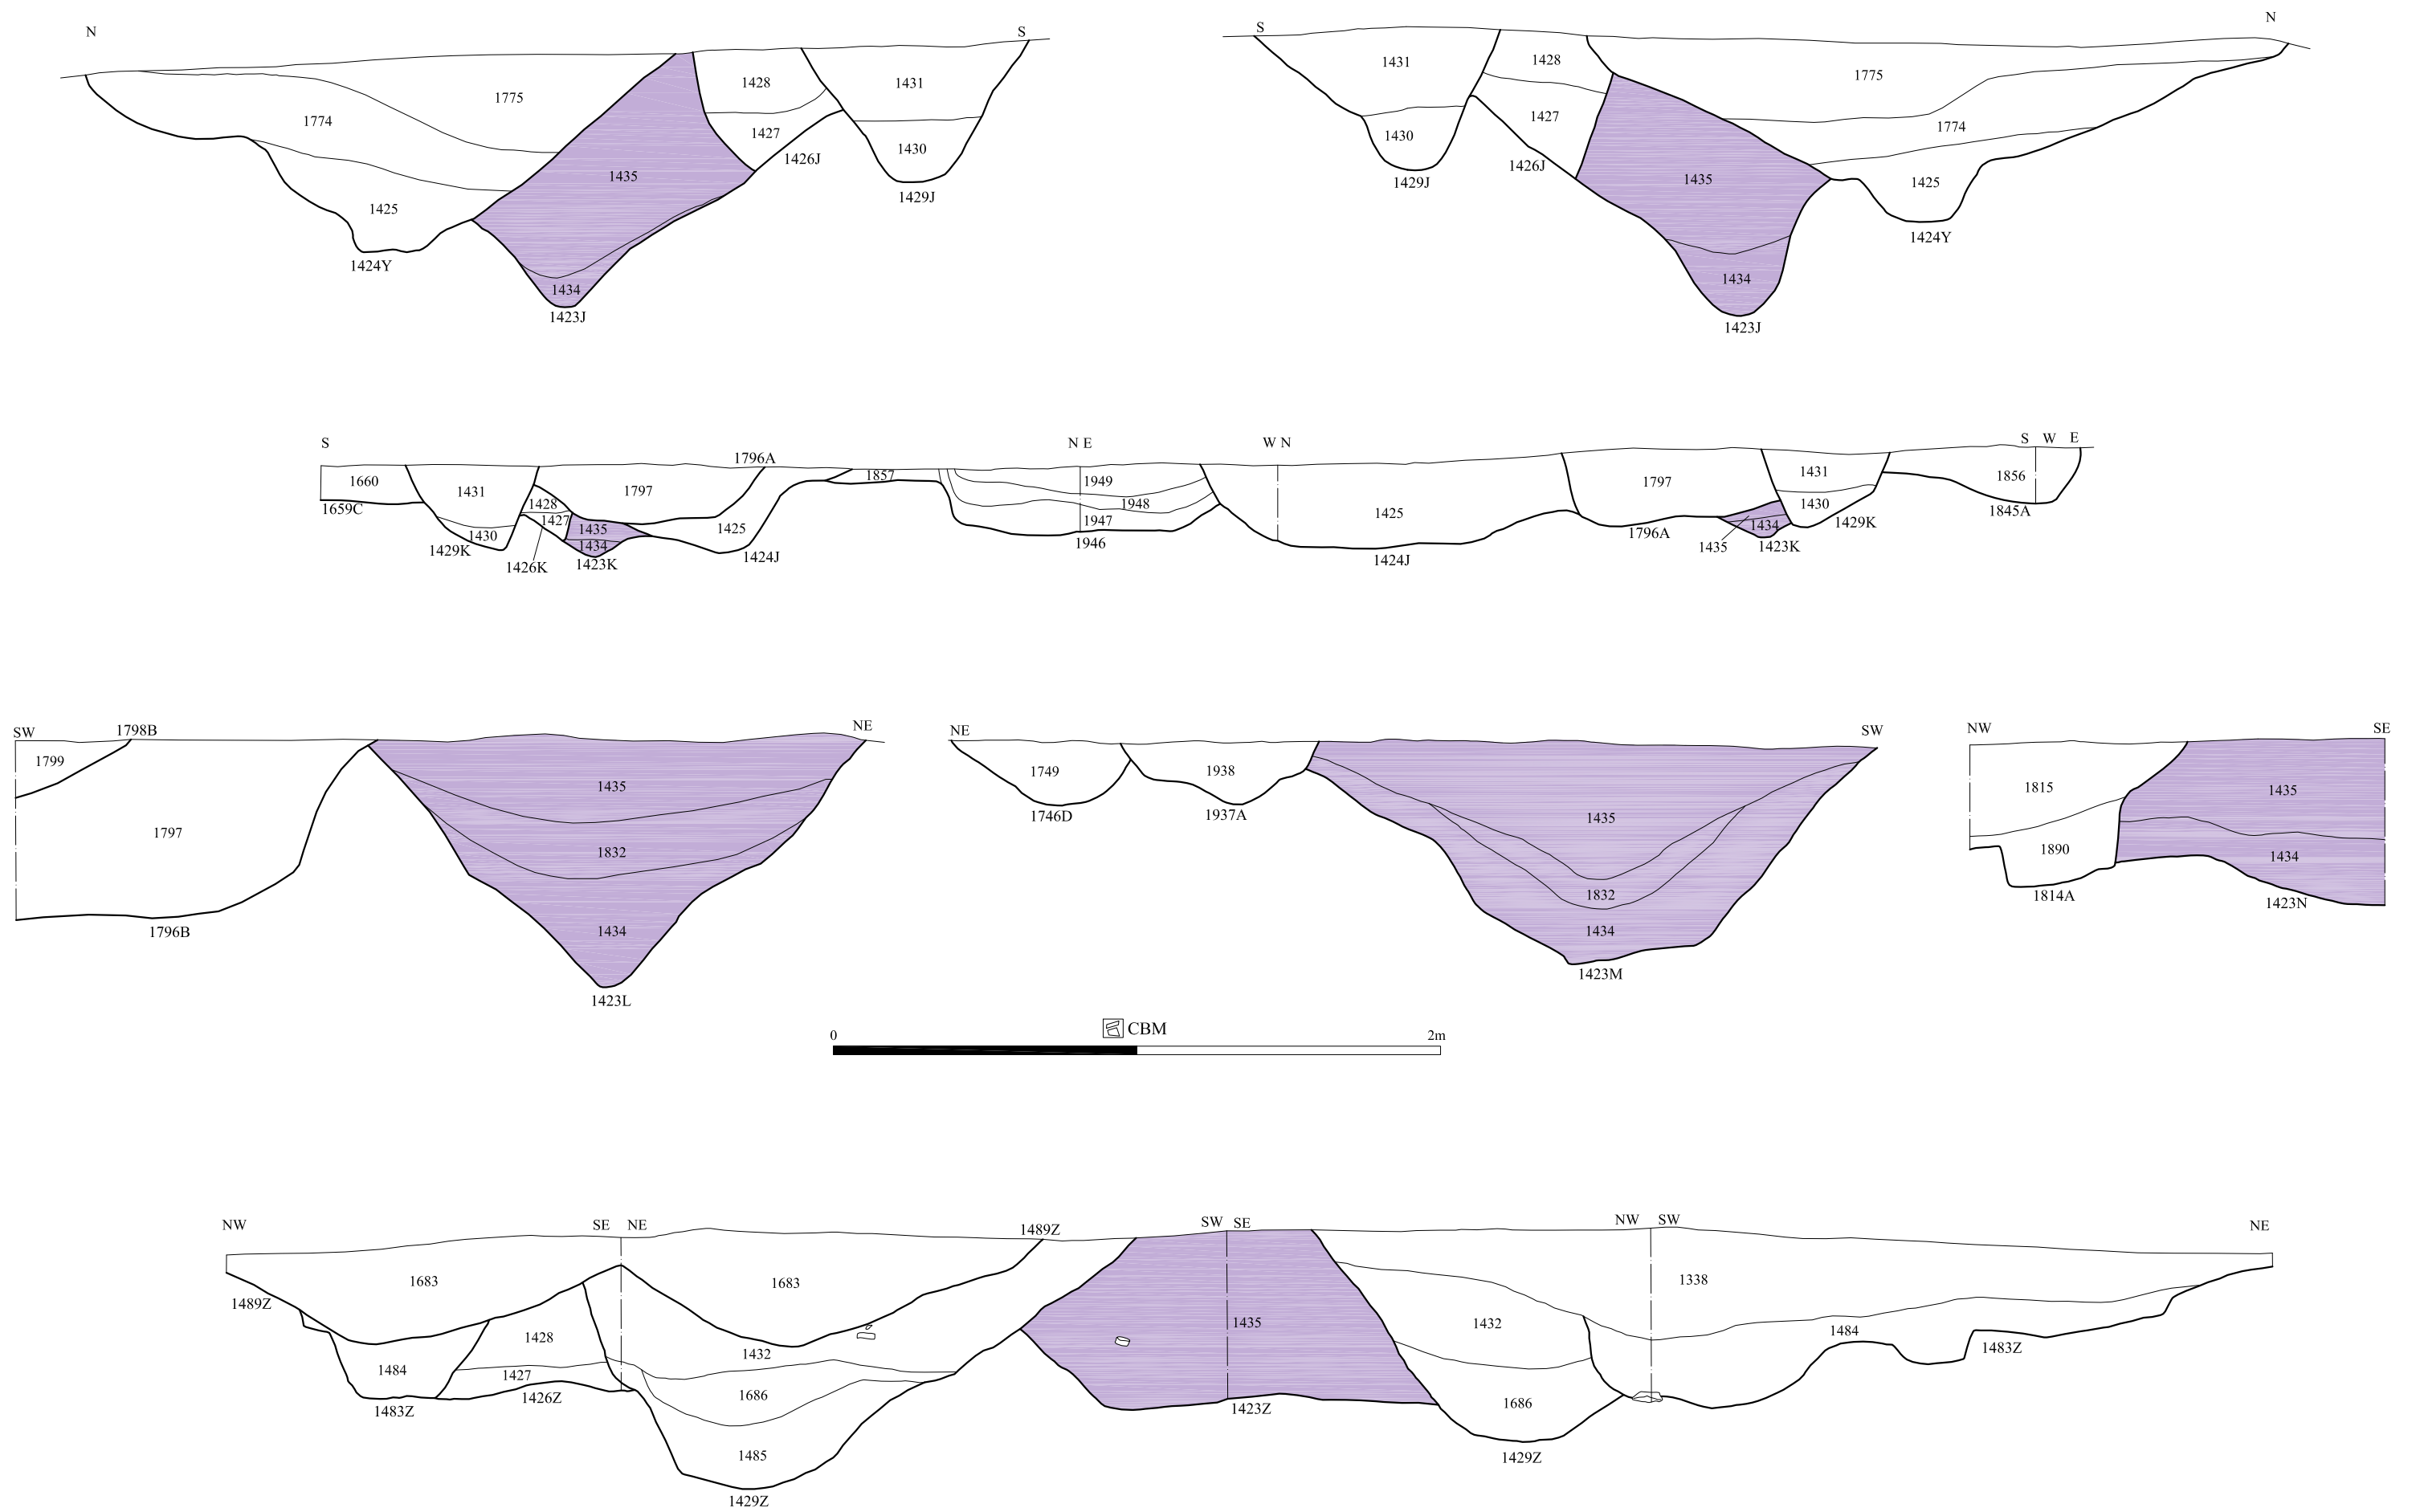 N S
1775
1774
1425
1424Y
1435
1434
1423J
1428
1427
1426J
1431
1430
1429J
S N
1431
1430
1429J
1428
1427
1426J
1435
1434
1423J
1775
1774
1425
1424Y
S N E W N S W E
1660
1659C
1431
1430
1429K
1428
1427
1426K
1435
1434
1423K
1797
1796A
1425
1424J
1857
1949
1948
1947
1946
1425
1424J
1797
1796A
1435
1434
1423K
1431
1430
1429K
1856
1845A
SW NE
1798B
1799
1797
1796B
1435
1832
1434
1423L
NE SW
1749
1746D
1938
1937A
1435
1832
1434
1423M
NW SE
1815
1890
1814A
1435
1434
1423N
CBM
0 2m
NW SE NE SW SE NW SW NE
1489Z
1683
1489Z
1484
1483Z
1428
1427
1426Z
1683
1432
1686
1485
1429Z
1435
1423Z
1432
1686
1429Z
1338
1484
1483Z